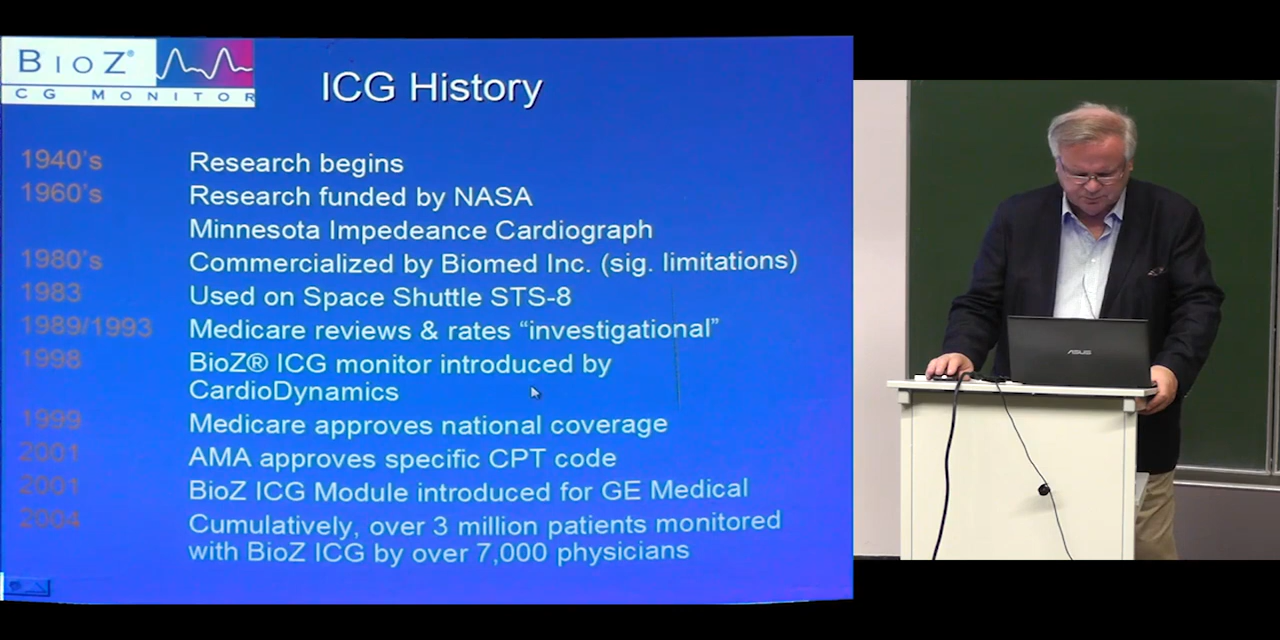 BIOZ®
CG MONITOR
ICG History
1940's Research begins
1960's Research funded by NASA
Minnesota Impedeance Cardiograph
1980's Commercialized by Biomed Inc. (sig. limitations)
1983 Used on Space Shuttle STS-8
1989/1993 Medicare reviews & rates “investigational”
1998 BioZ® ICG monitor introduced by
CardioDynamics
1999 Medicare approves national coverage
2001 AMA approves specific CPT code
2001 BioZ ICG Module introduced for GE Medical
2004 Cumulatively, over 3 million patients monitored
with BioZ ICG by over 7,000 physicians
ASUS